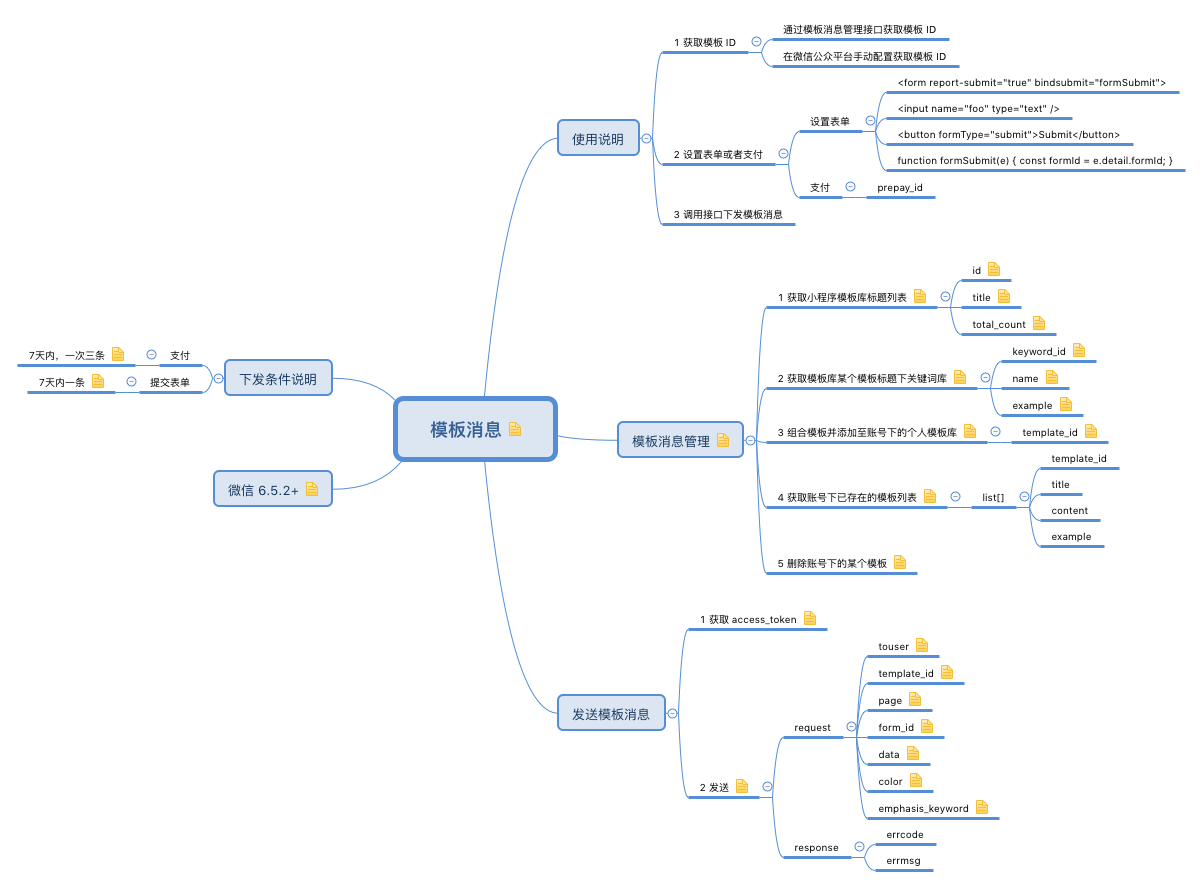 模板消息
使用说明
1 获取模板 ID
通过模板消息管理接口获取模板 ID
在微信公众平台手动配置获取模板 ID
2 设置表单或者支付
设置表单
<form report-submit="true" bindsubmit="formSubmit">
<input name="foo" type="text" />
<button formType="submit">Submit</button>
function formSubmit(e) { const formId = e.detail.formId; }
支付
prepay_id
3 调用接口下发模板消息
模板消息管理
1 获取小程序模板库标题列表
id
title
total_count
2 获取模板库某个模板标题下关键词库
keyword_id
name
example
3 组合模板并添加至账号下的个人模板库
template_id
4 获取账号下已存在的模板列表
list[]
template_id
title
content
example
5 删除账号下的某个模板
发送模板消息
1 获取 access_token
2 发送
request
touser
template_id
page
form_id
data
color
emphasis_keyword
response
errcode
errmsg
下发条件说明
支付
7天内，一次三条
提交表单
7天内一条
微信 6.5.2+